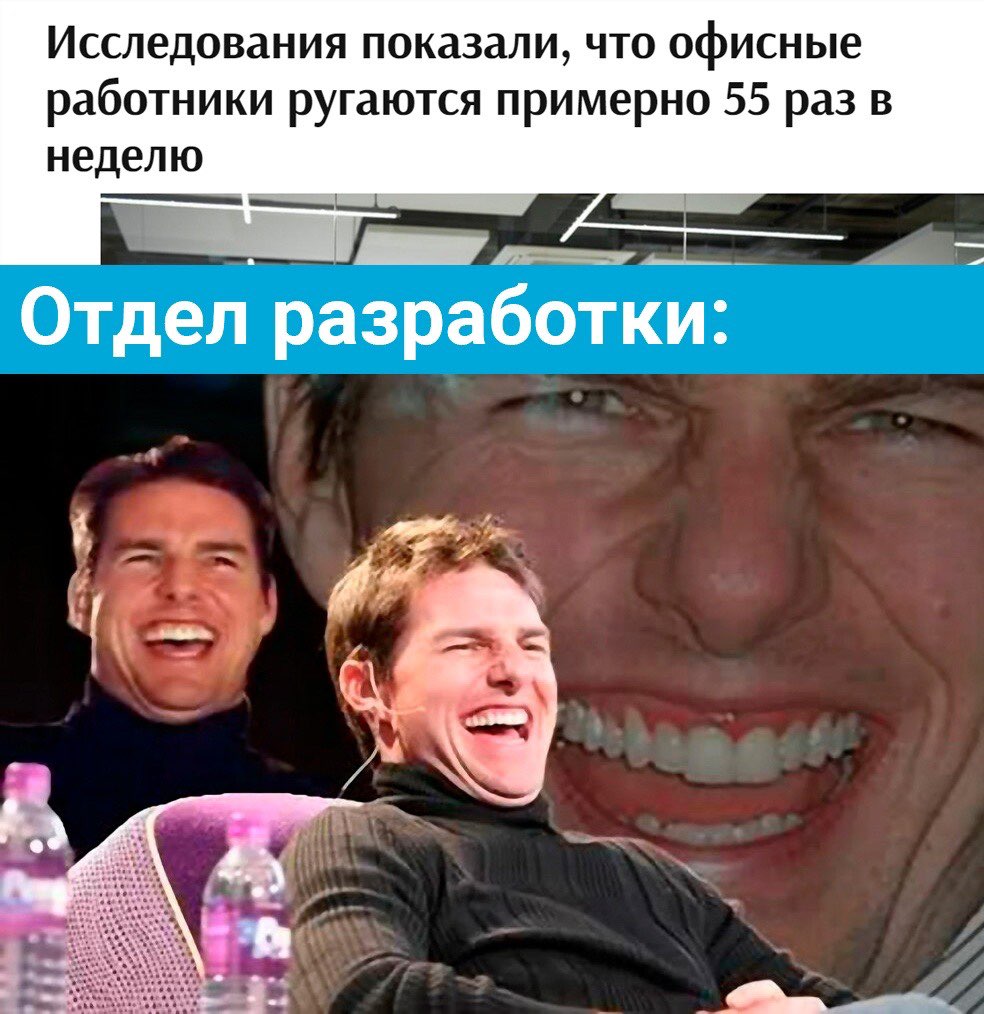 Исследования показали, что офисные
работники ругаются примерно 55 раз в
неделю
Отдел разработки: